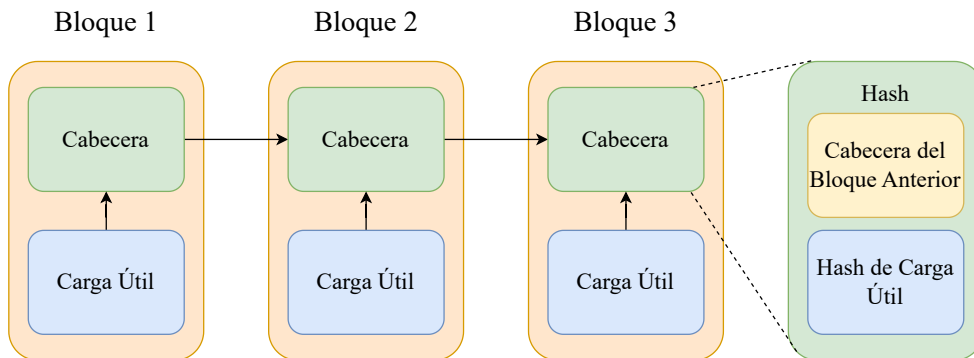 Bloque 1
Bloque 2
Bloque 3
Cabecera
Cabecera
Cabecera
Carga Útil
Carga Útil
Carga Útil
Hash
Cabecera del
Bloque Anterior
Hash de Carga
Útil